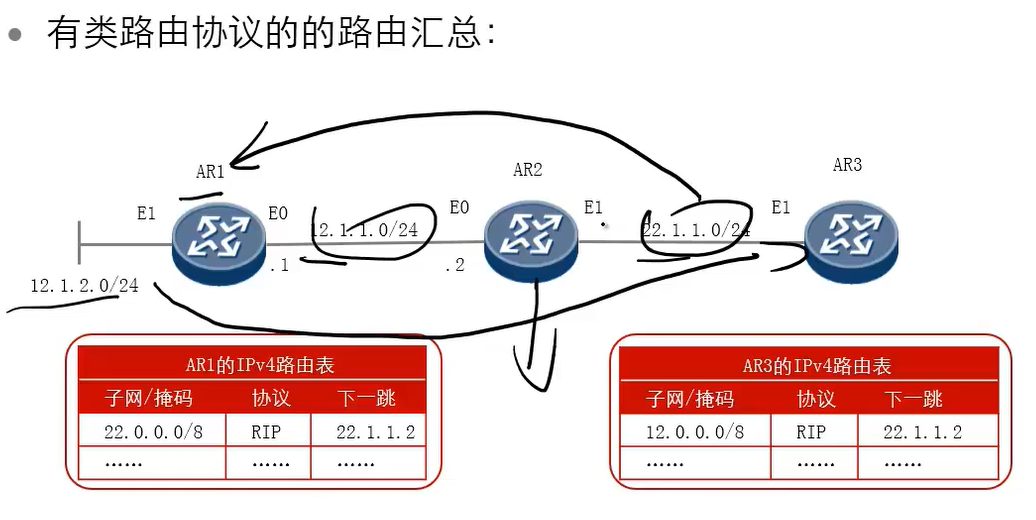 有类路由协议的的路由汇总:
AR1
AR2
AR3
E1
E0
12.1.1.0/24
E0
E1
22.1.1.0/24
E1
.1
.2
12.1.2.0/24
AR1的IPv4路由表
子网/掩码 协议 下一跳
22.0.0.0/8 RIP 22.1.1.2
…… …… ……
AR3的IPv4路由表
子网/掩码 协议 下一跳
12.0.0.0/8 RIP 22.1.1.2
…… …… ……